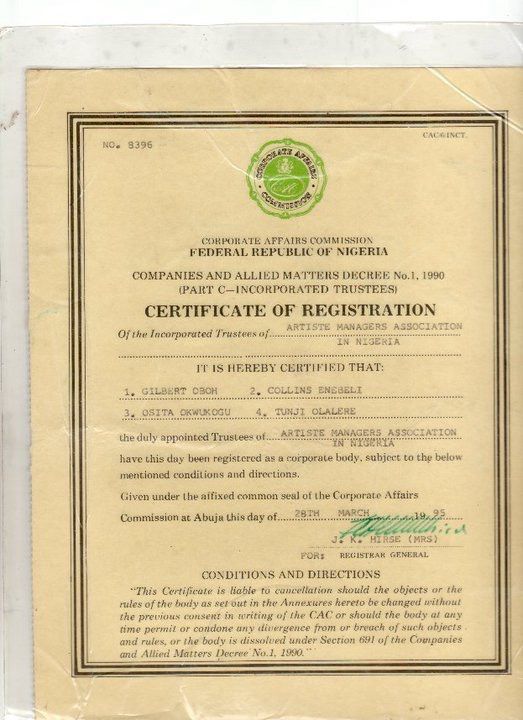 CAC/6/INCT.
NO. 8396
CORPORATE AFFAIRS COMMISSION
CORPORATE AFFAIRS COMMISSION
FEDERAL REPUBLIC OF NIGERIA
COMPANIES AND ALLIED MATTERS DECREE No.1, 1990
(PART C—INCORPORATED TRUSTEES)
CERTIFICATE OF REGISTRATION
Of the Incorporated Trustees of ARTISTE MANAGERS ASSOCIATION
IN NIGERIA
IT IS HEREBY CERTIFIED THAT:
1. GILBERT OBOH 2. COLLINS ENEBELI
3. OSITA OKWUKOGU 4. TUNJI OLALERE
the duly appointed Trustees of ARTISTE MANAGERS ASSOCIATION
IN NIGERIA
have this day been registered as a corporate body, subject to the below
mentioned conditions and directions.
Given under the affixed common seal of the Corporate Affairs
Commission at Abuja this day of 28TH MARCH 19 95
J. K. HIRSE (MRS)
FOR: REGISTRAR GENERAL
CONDITIONS AND DIRECTIONS
"This Certificate is liable to cancellation should the objects or the
rules of the body as set out in the Annexures hereto be changed without
the previous consent in writing of the CAC or should the body at any
time permit or condone any divergence from or breach of such objects
and rules, or the body is dissolved under Section 691 of the Companies
and Allied Matters Decree No.1, 1990."